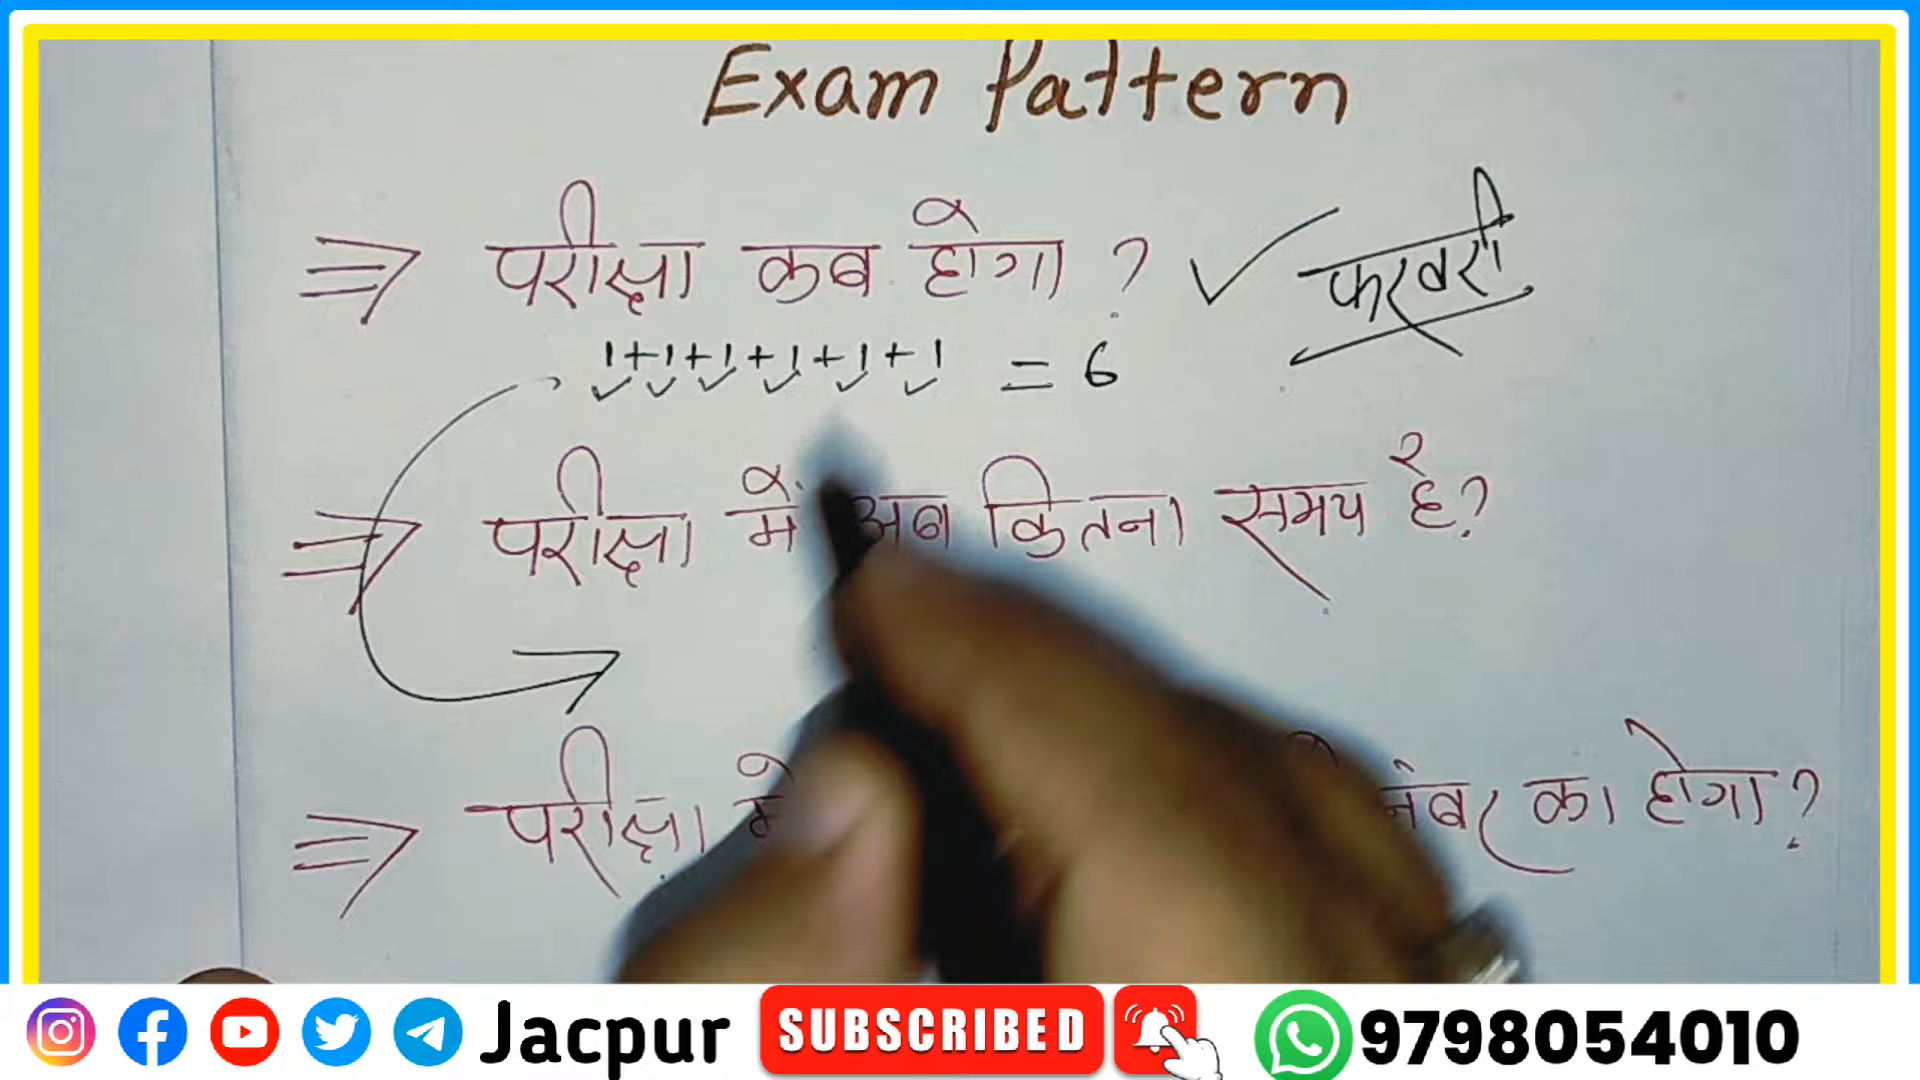 Exam Pattern
परीक्षा कब होगा ? फरवरी
1+1+1+1+1+1 = 6
परीक्षा में अब कितना समय है?
परीक्षा में नंबर का होगा ?
Jacpur SUBSCRIBED 9798054010